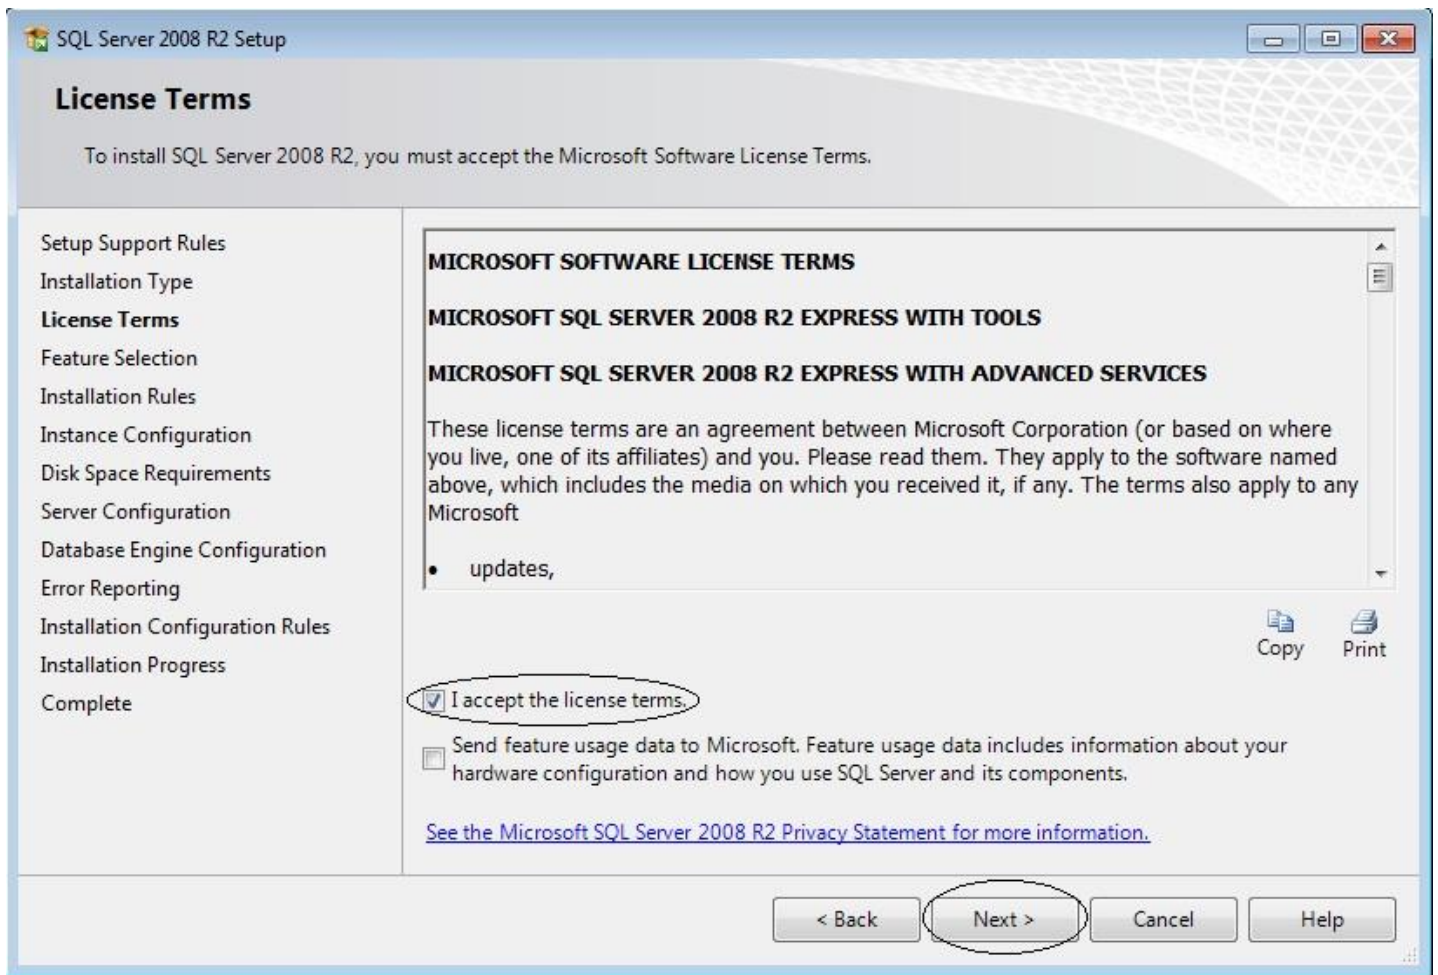 SQL Server 2008 R2 Setup
License Terms
To install SQL Server 2008 R2, you must accept the Microsoft Software License Terms.
Setup Support Rules
Installation Type
License Terms
Feature Selection
Installation Rules
Instance Configuration
Disk Space Requirements
Server Configuration
Database Engine Configuration
Error Reporting
Installation Configuration Rules
Installation Progress
Complete
MICROSOFT SOFTWARE LICENSE TERMS
MICROSOFT SQL SERVER 2008 R2 EXPRESS WITH TOOLS
MICROSOFT SQL SERVER 2008 R2 EXPRESS WITH ADVANCED SERVICES
These license terms are an agreement between Microsoft Corporation (or based on where
you live, one of its affiliates) and you. Please read them. They apply to the software named
above, which includes the media on which you received it, if any. The terms also apply to any
Microsoft
• updates,
Copy
Print
I accept the license terms.
Send feature usage data to Microsoft. Feature usage data includes information about your
hardware configuration and how you use SQL Server and its components.
See the Microsoft SQL Server 2008 R2 Privacy Statement for more information.
< Back
Next >
Cancel
Help